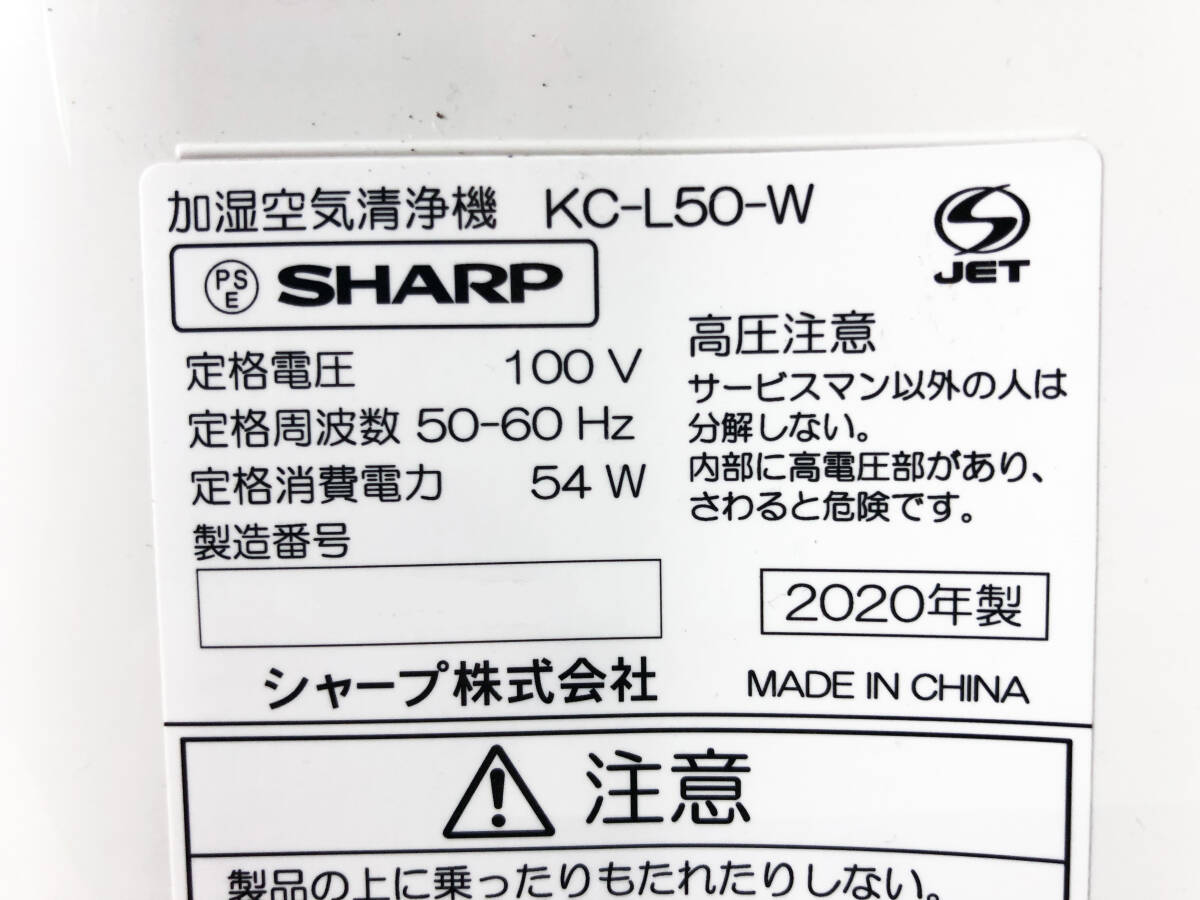 加湿空気清浄機 KC-L50-W
PS E SHARP
JET
定格電圧 100 V
定格周波数 50-60 Hz
定格消費電力 54 W
製造番号
高圧注意
サービスマン以外の人は
分解しない。
内部に高電圧部があり、
さわると危険です。
2020年製
シャープ株式会社 MADE IN CHINA
注意
製品の上に乗ったりもたれたりしない。